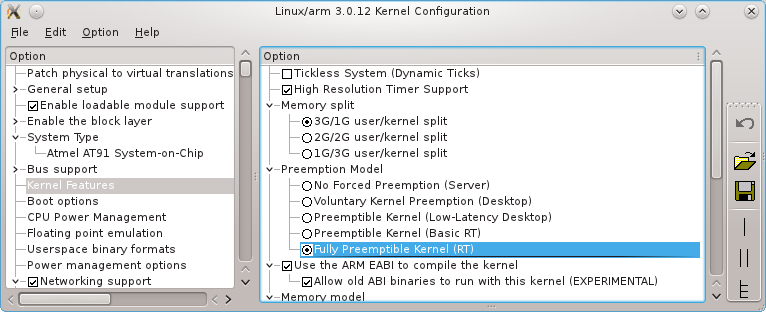 Linux/arm 3.0.12 Kernel Configuration
File Edit Option Help
Option
Patch physical to virtual translations
General setup
Enable loadable module support
Enable the block layer
System Type
Atmel AT91 System-on-Chip
Bus support
Kernel Features
Boot options
CPU Power Management
Floating point emulation
Userspace binary formats
Power management options
Networking support
Option
Tickless System (Dynamic Ticks)
High Resolution Timer Support
Memory split
3G/1G user/kernel split
2G/2G user/kernel split
1G/3G user/kernel split
Preemption Model
No Forced Preemption (Server)
Voluntary Kernel Preemption (Desktop)
Preemptible Kernel (Low-Latency Desktop)
Preemptible Kernel (Basic RT)
Fully Preemptible Kernel (RT)
Use the ARM EABI to compile the kernel
Allow old ABI binaries to run with this kernel (EXPERIMENTAL)
Memory model